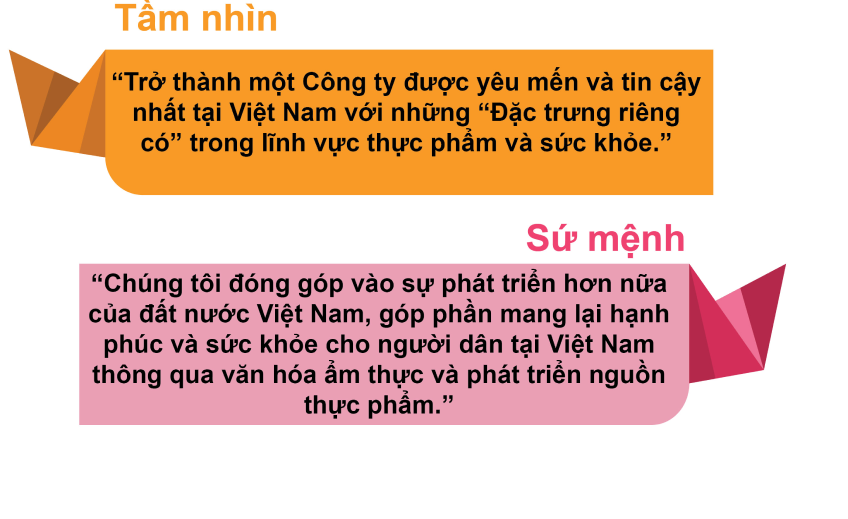 Tầm nhìn
“Trở thành một Công ty được yêu mến và tin cậy
nhất tại Việt Nam với những “Đặc trưng riêng
có” trong lĩnh vực thực phẩm và sức khỏe.”
Sứ mệnh
“Chúng tôi đóng góp vào sự phát triển hơn nữa
của đất nước Việt Nam, góp phần mang lại hạnh
phúc và sức khỏe cho người dân tại Việt Nam
thông qua văn hóa ẩm thực và phát triển nguồn
thực phẩm.”